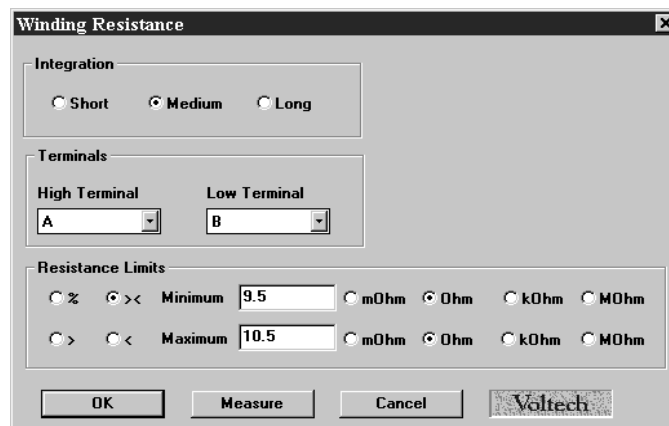 Winding Resistance
Integration
Short Medium Long
Terminals
High Terminal Low Terminal
A B
Resistance Limits
% >< Minimum 9.5 mOhm Ohm kOhm MOhm
> < Maximum 10.5 mOhm Ohm kOhm MOhm
OK Measure Cancel Voltech